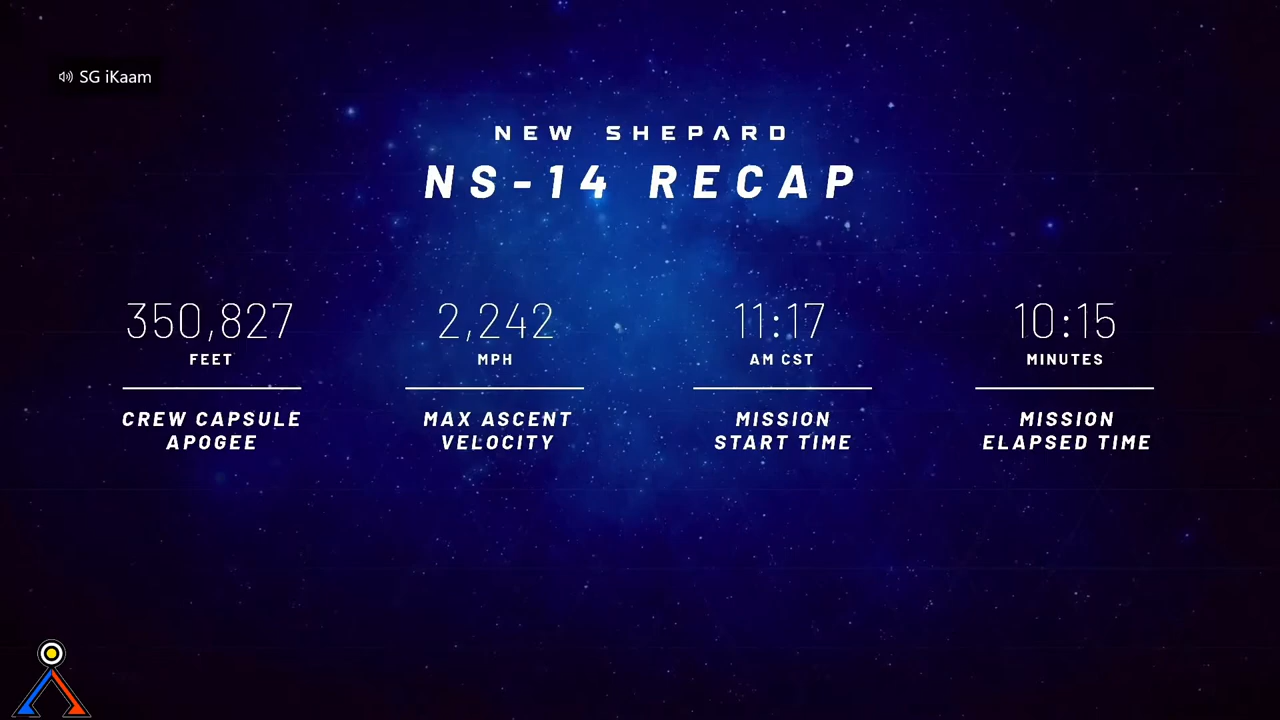 SG iKaam
NEW SHEPARD
NS-14 RECAP
350,827
FEET
CREW CAPSULE
APOGEE
2,242
MPH
MAX ASCENT
VELOCITY
11:17
AM CST
MISSION
START TIME
10:15
MINUTES
MISSION
ELAPSED TIME